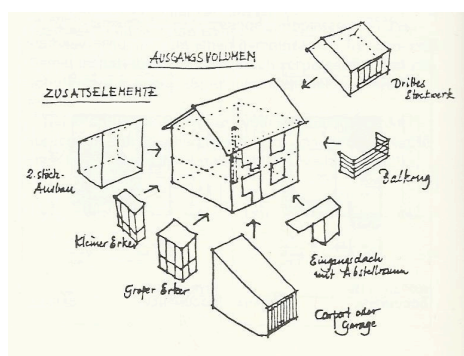 AUSGANGSVOLUMEN
ZUSATSELEMENTE
Drittes
Stockwerk
2. stöck.
Ausbau
Balkong
Kleiner Erker
Großer Erker
Eingangsdach
mit Abstellraum
Carport oder
Garage